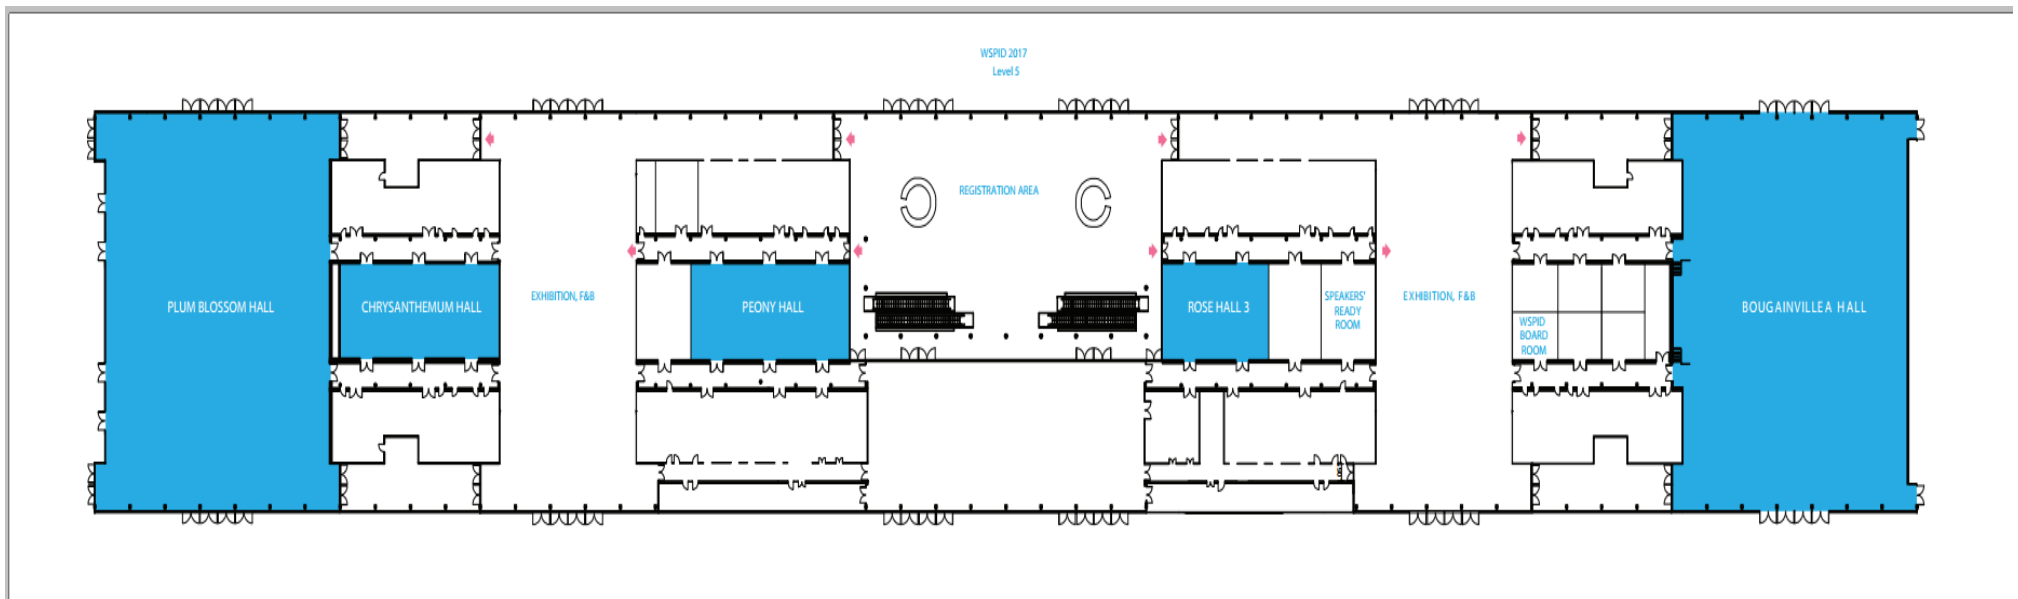 WSPID 2017
Level 5
REGISTRATION AREA
PLUM BLOSSOM HALL
CHRYSANTHEMUM HALL
EXHIBITION, F&B
PEONY HALL
ROSE HALL 3
SPEAKERS'
READY
ROOM
EXHIBITION, F&B
WSPID
BOARD
ROOM
BOUGAINVILLEA HALL